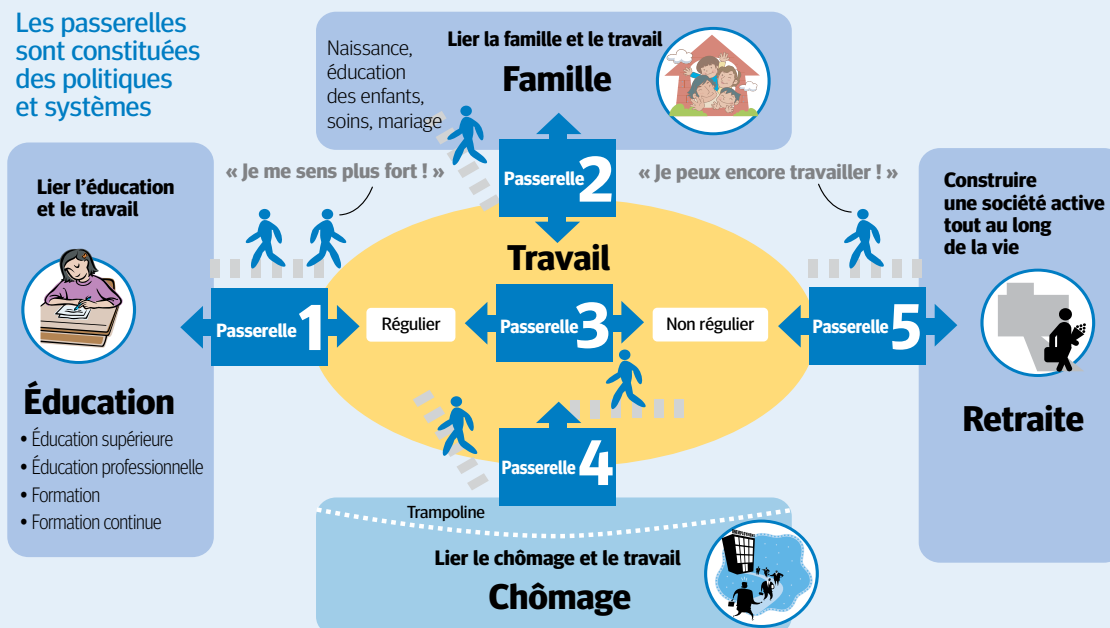 Les passerelles
sont constituées
des politiques
et systèmes
Naissance,
éducation
des enfants,
soins, mariage
Lier la famille et le travail
Famille
« Je me sens plus fort ! »
Passerelle 2
« Je peux encore travailler ! »
Lier l'éducation
et le travail
Construire
une société active
tout au long
de la vie
Travail
Passerelle 1
Régulier
Passerelle 3
Non régulier
Passerelle 5
Éducation
• Éducation supérieure
• Éducation professionnelle
• Formation
• Formation continue
Retraite
Passerelle 4
Trampoline
Lier le chômage et le travail
Chômage